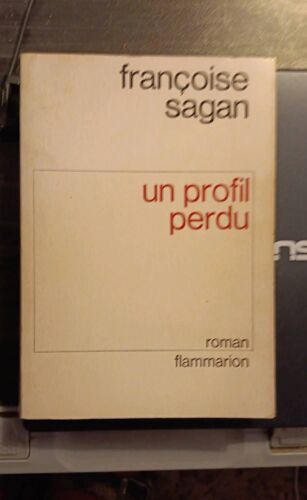 françoise
sagan
un profil
perdu
roman
flammarion